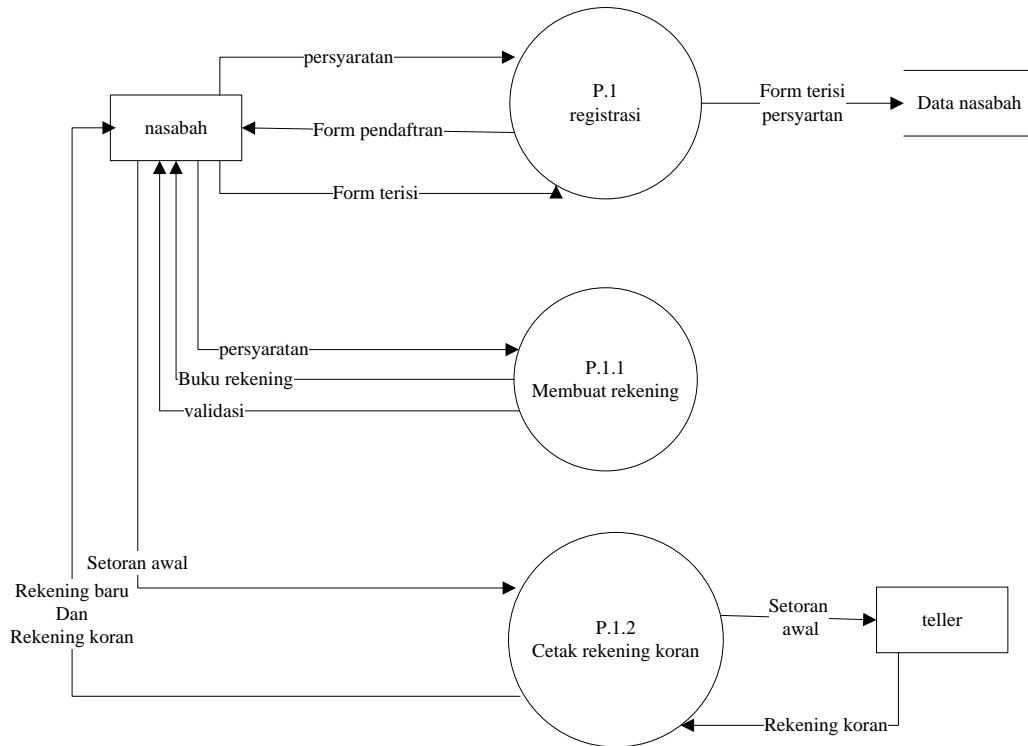 persyaratan
P.1
registrasi
Form terisi
persyartan
Data nasabah
nasabah
Form pendaftran
Form terisi
persyaratan
Buku rekening
validasi
P.1.1
Membuat rekening
Setoran awal
Rekening baru
Dan
Rekening koran
P.1.2
Cetak rekening koran
Setoran
awal
teller
Rekening koran